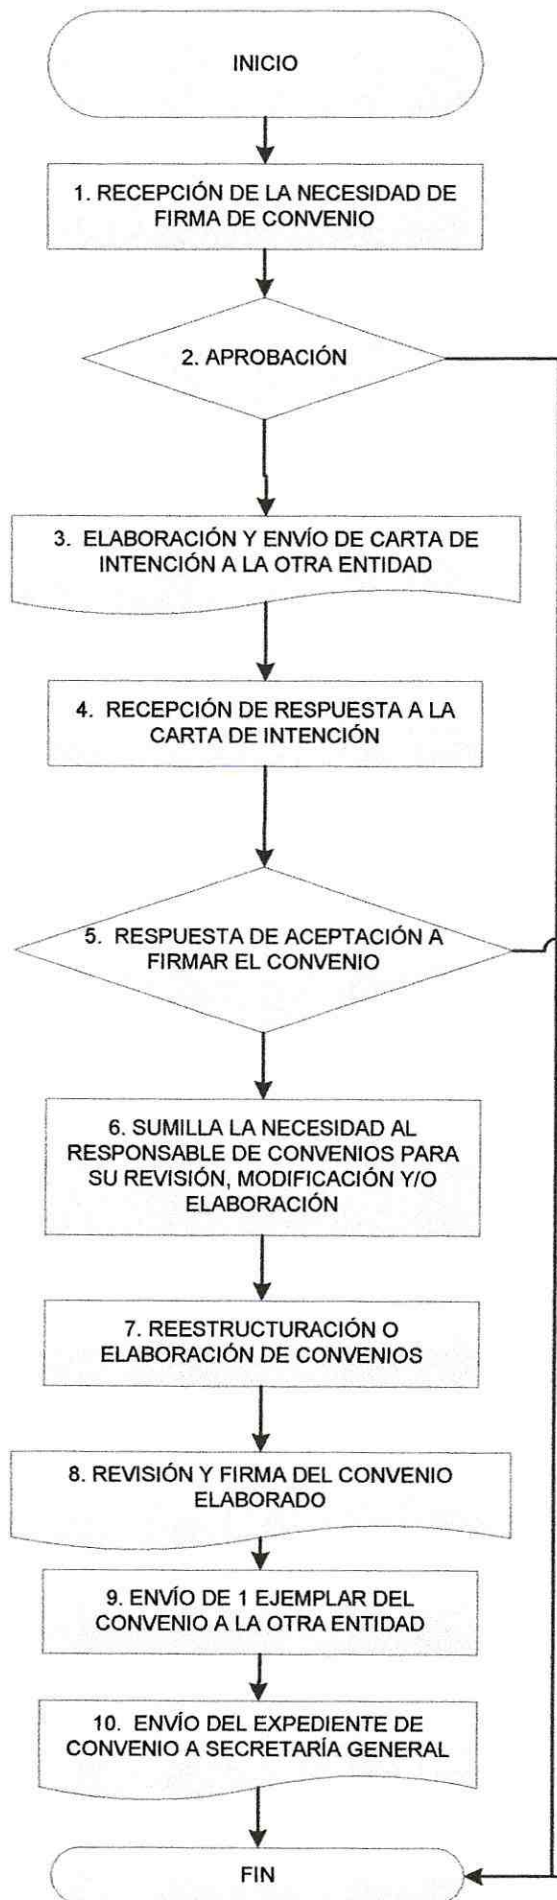 INICIO
1. RECEPCIÓN DE LA NECESIDAD DE
FIRMA DE CONVENIO
2. APROBACIÓN
3. ELABORACIÓN Y ENVÍO DE CARTA DE
INTENCIÓN A LA OTRA ENTIDAD
4. RECEPCIÓN DE RESPUESTA A LA
CARTA DE INTENCIÓN
5. RESPUESTA DE ACEPTACIÓN A
FIRMAR EL CONVENIO
6. SUMILLA LA NECESIDAD AL
RESPONSABLE DE CONVENIOS PARA
SU REVISIÓN, MODIFICACIÓN Y/O
ELABORACIÓN
7. REESTRUCTURACIÓN O
ELABORACIÓN DE CONVENIOS
8. REVISIÓN Y FIRMA DEL CONVENIO
ELABORADO
9. ENVÍO DE 1 EJEMPLAR DEL
CONVENIO A LA OTRA ENTIDAD
10. ENVÍO DEL EXPEDIENTE DE
CONVENIO A SECRETARÍA GENERAL
FIN